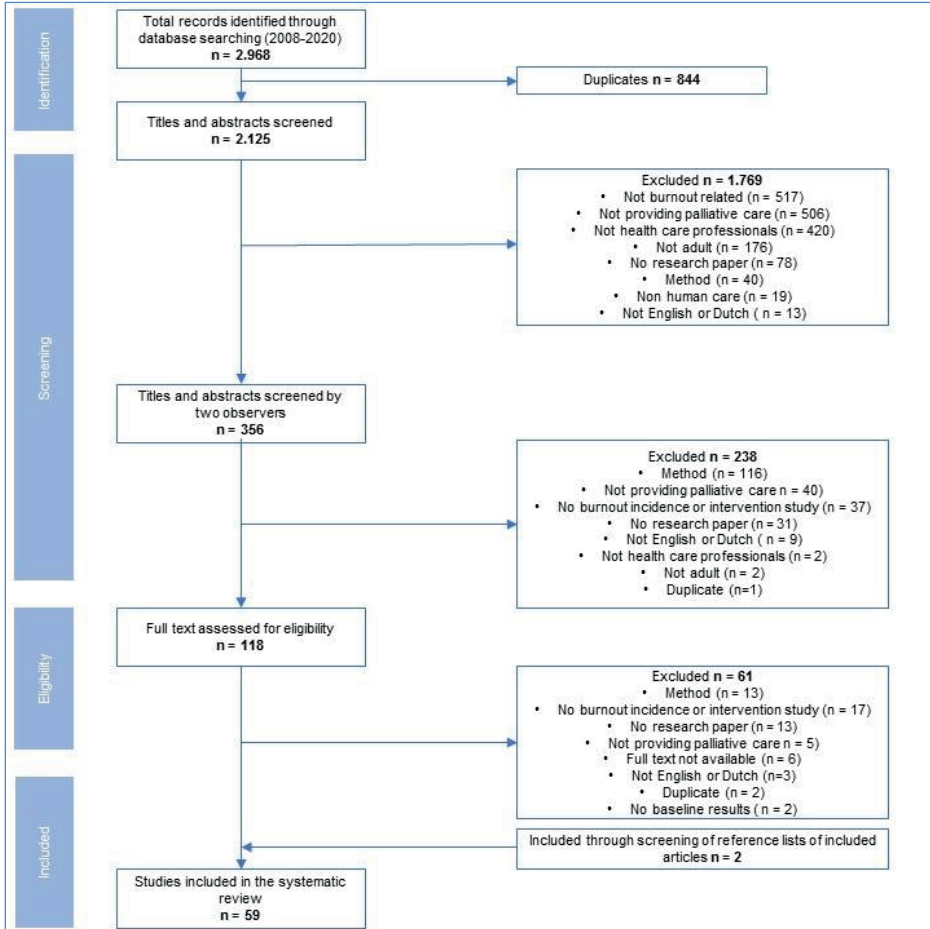 Identification
Total records identified through
database searching (2008-2020)
n = 2.968
Duplicates n = 844
Titles and abstracts screened
n = 2.125
Screening
Excluded n = 1.769
• Not burnout related (n = 517)
• Not providing palliative care (n = 506)
• Not health care professionals (n = 420)
• Not adult (n = 176)
• No research paper (n = 78)
• Method (n = 40)
• Non human care (n = 19)
• Not English or Dutch ( n = 13)
Titles and abstracts screened by
two observers
n = 356
Excluded n = 238
• Method (n = 116)
• Not providing palliative care n = 40)
• No burnout incidence or intervention study (n = 37)
• No research paper (n = 31)
• Not English or Dutch ( n = 9)
• Not health care professionals (n = 2)
• Not adult (n = 2)
• Duplicate (n=1)
Eligibility
Full text assessed for eligibility
n = 118
Excluded n = 61
• Method (n = 13)
• No burnout incidence or intervention study (n = 17)
• No research paper (n = 13)
• Not providing palliative care n = 5)
• Full text not available (n = 6)
• Not English or Dutch (n=3)
• Duplicate (n = 2)
• No baseline results ( n = 2)
Included
Included through screening of reference lists of included
articles n = 2
Studies included in the systematic
review
n = 59